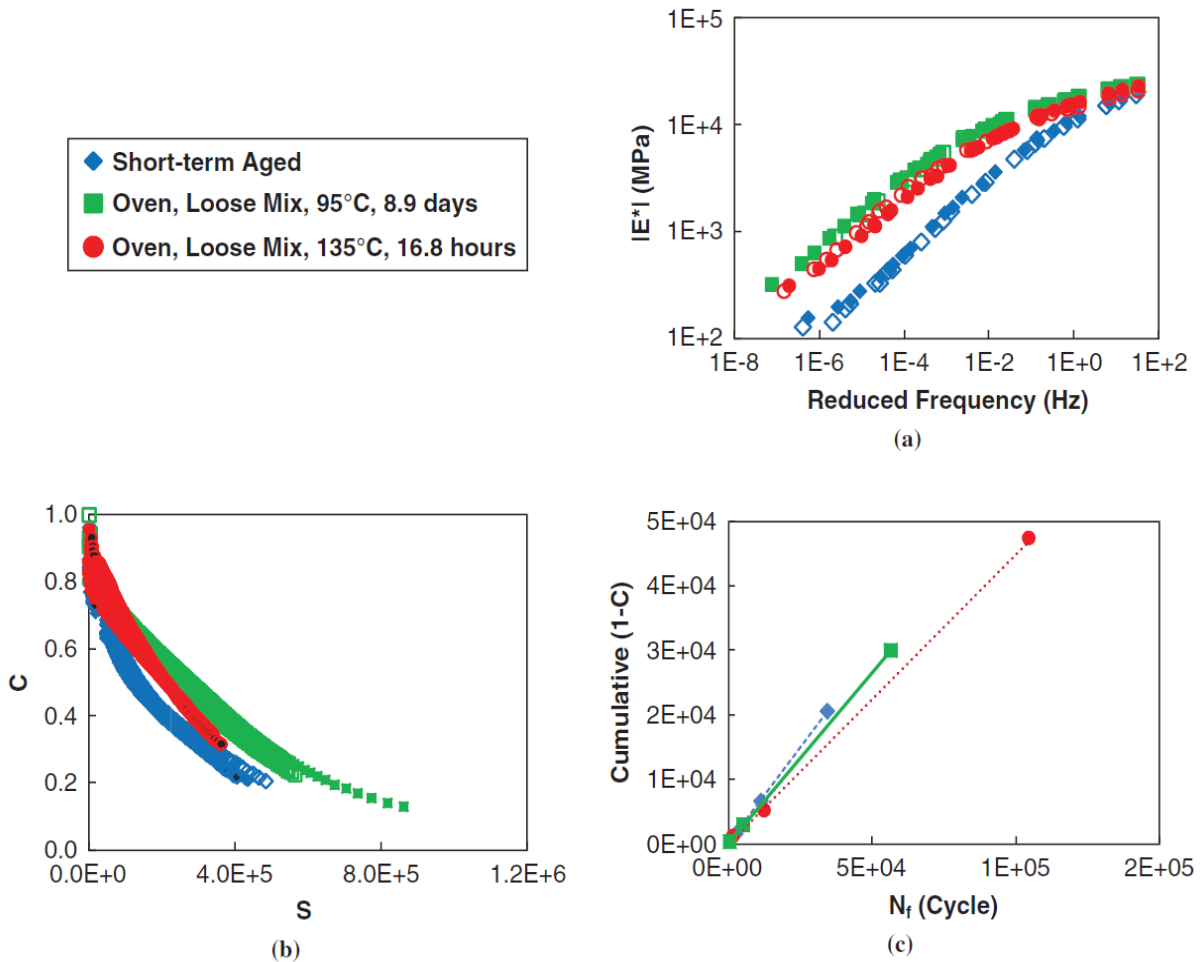 Short-term Aged
Oven, Loose Mix, 95°C, 8.9 days
Oven, Loose Mix, 135°C, 16.8 hours
|E*| (MPa)
1E+5
1E+4
1E+3
1E+2
1E-8 1E-6 1E-4 1E-2 1E+0 1E+2
Reduced Frequency (Hz)
(a)
C
1.0
0.8
0.6
0.4
0.2
0.0
0.0E+0 4.0E+5 8.0E+5 1.2E+6
S
(b)
Cumulative (1-C)
5E+04
4E+04
3E+04
2E+04
1E+04
0E+00
0E+00 5E+04 1E+05 2E+05
Nf (Cycle)
(c)